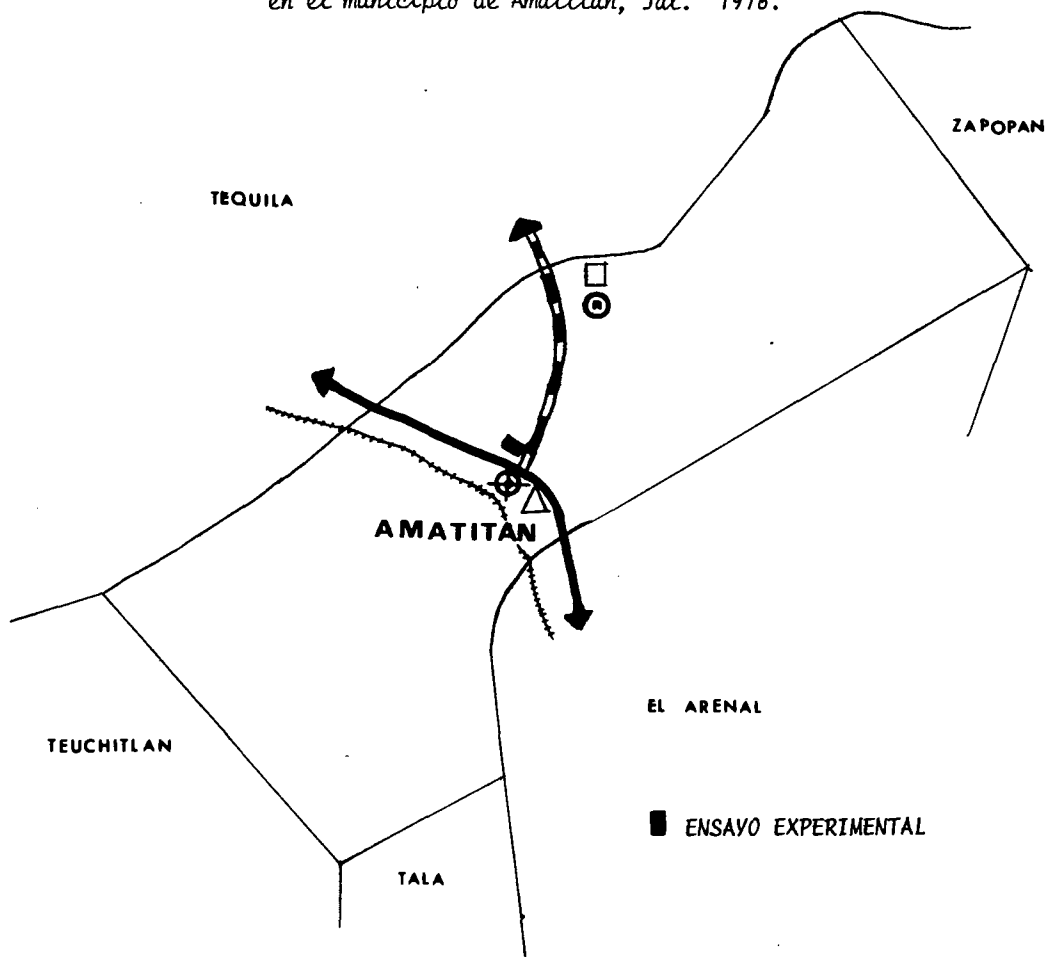 en el municipio de Amatitán, Jal. 1978.
ZAPOPAN
TEQUILA
AMATITAN
EL ARENAL
TEUCHITLAN
ENSAYO EXPERIMENTAL
TALA